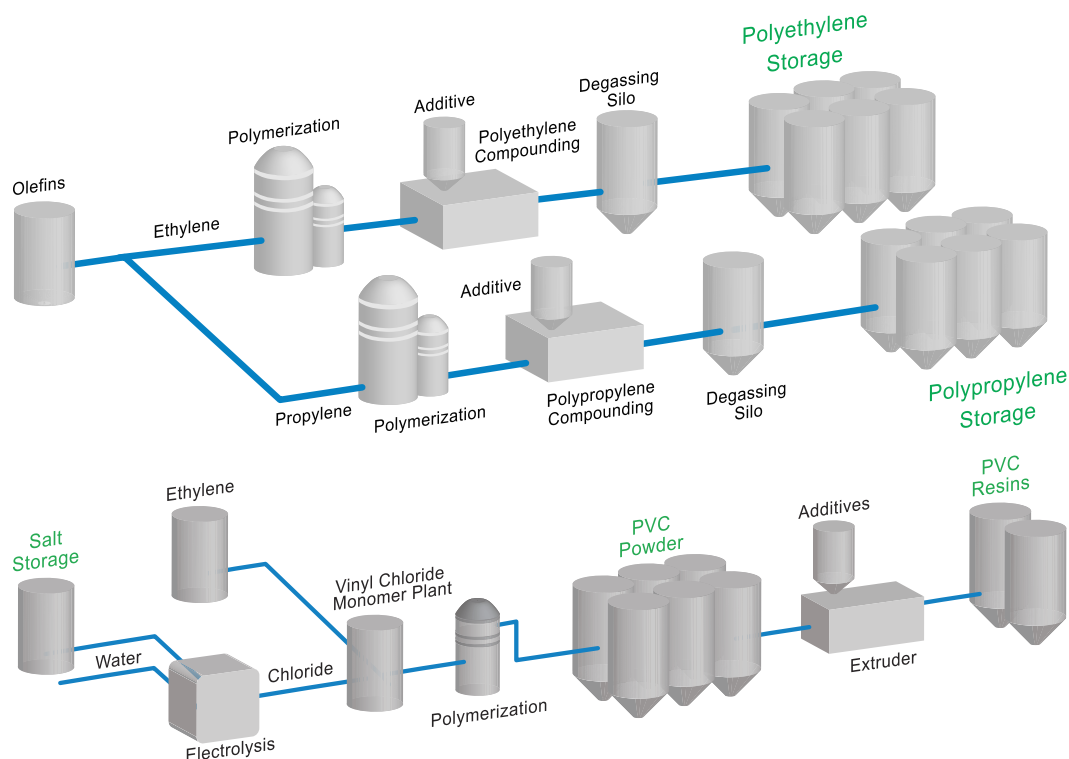 Polyethylene
Storage
Degassing
Silo
Additive
Polymerization
Polyethylene
Compounding
Olefins
Ethylene
Additive
Propylene
Polymerization
Polypropylene
Compounding
Degassing
Silo
Polypropylene
Storage
Ethylene
PVC
Resins
Salt
Storage
Additives
PVC
Powder
Vinyl Chloride
Monomer Plant
Water
Chloride
Extruder
Polymerization
Electrolysis